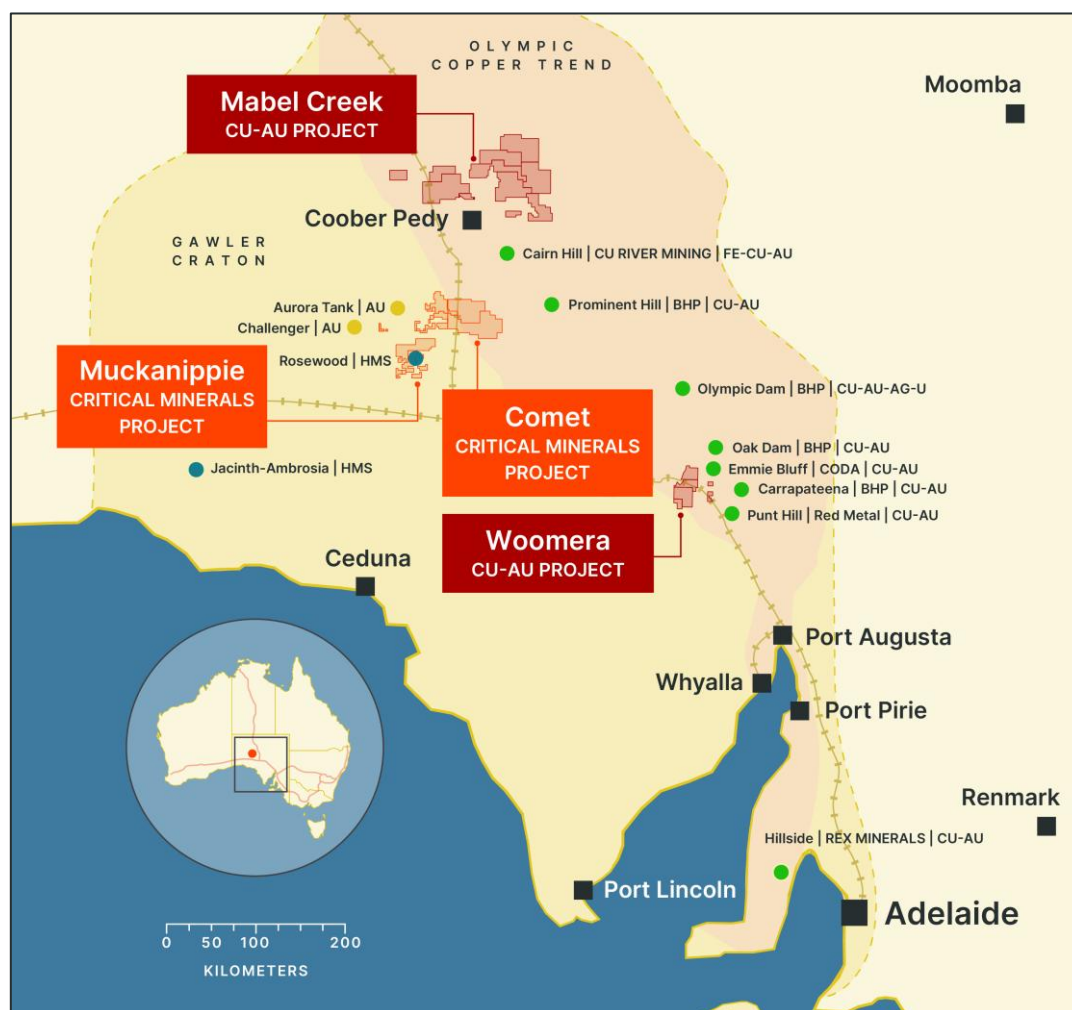 OLYMPIC
COPPER TREND
Moomba
Mabel Creek
CU-AU PROJECT
Coober Pedy
GAWLER
CRATON
Cairn Hill | CU RIVER MINING | FE-CU-AU
Aurora Tank | AU
Prominent Hill | BHP | CU-AU
Challenger | AU
Rosewood | HMS
Muckanippie
CRITICAL MINERALS
PROJECT
Olympic Dam | BHP | CU-AU-AG-U
Comet
CRITICAL MINERALS
PROJECT
Oak Dam | BHP | CU-AU
Jacinth-Ambrosia | HMS
Emmie Bluff | CODA | CU-AU
Carrapateena | BHP | CU-AU
Punt Hill | Red Metal | CU-AU
Woomera
CU-AU PROJECT
Ceduna
Port Augusta
Whyalla
Port Pirie
Renmark
Hillside | REX MINERALS | CU-AU
Port Lincoln
Adelaide
0 50 100 200
KILOMETERS